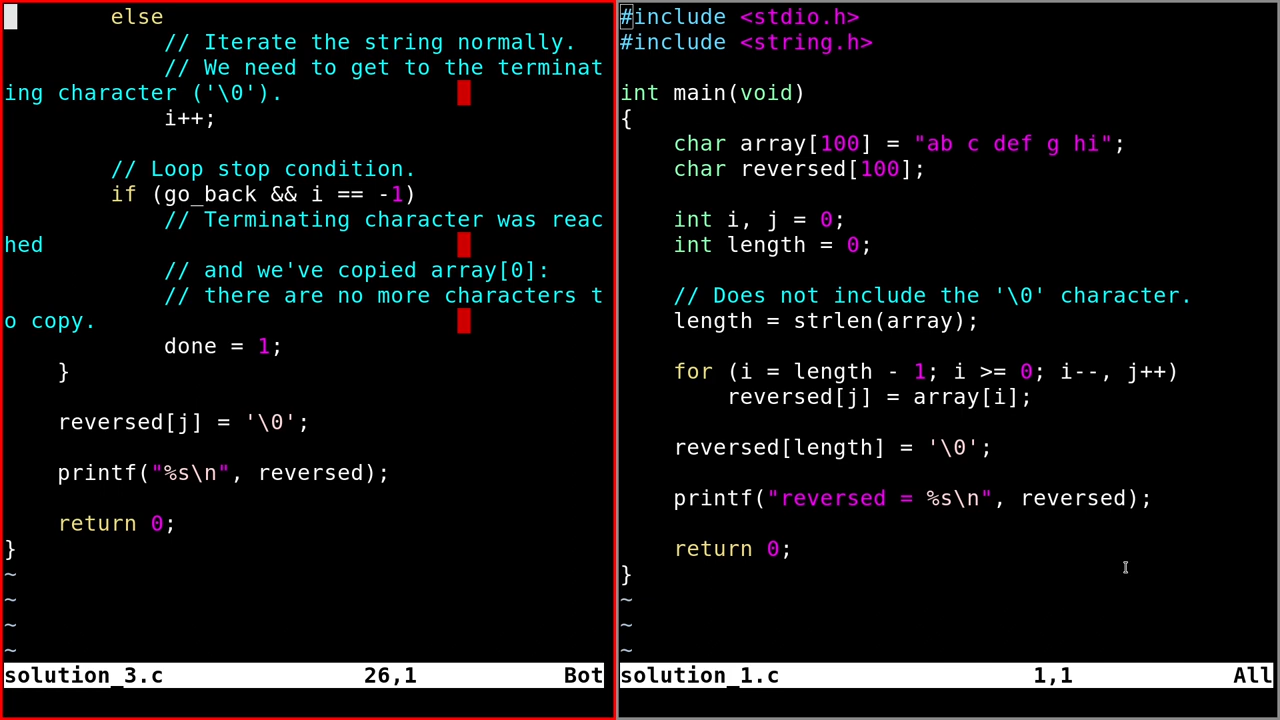 else
            // Iterate the string normally.
            // We need to get to the terminat
ing character ('\0').
            i++;
        // Loop stop condition.
        if (go_back && i == -1)
            // Terminating character was reac
hed
            // and we've copied array[0]:
            // there are no more characters t
o copy.
            done = 1;
    }
    reversed[j] = '\0';
    printf("%s\n", reversed);
    return 0;
}
~
~
~
~
solution_3.c 26,1 Bot
#include <stdio.h>
#include <string.h>
int main(void)
{
    char array[100] = "ab c def g hi";
    char reversed[100];
    int i, j = 0;
    int length = 0;
    // Does not include the '\0' character.
    length = strlen(array);
    for (i = length - 1; i >= 0; i--, j++)
        reversed[j] = array[i];
    reversed[length] = '\0';
    printf("reversed = %s\n", reversed);
    return 0;
}
~
~
~
solution_1.c 1,1 All